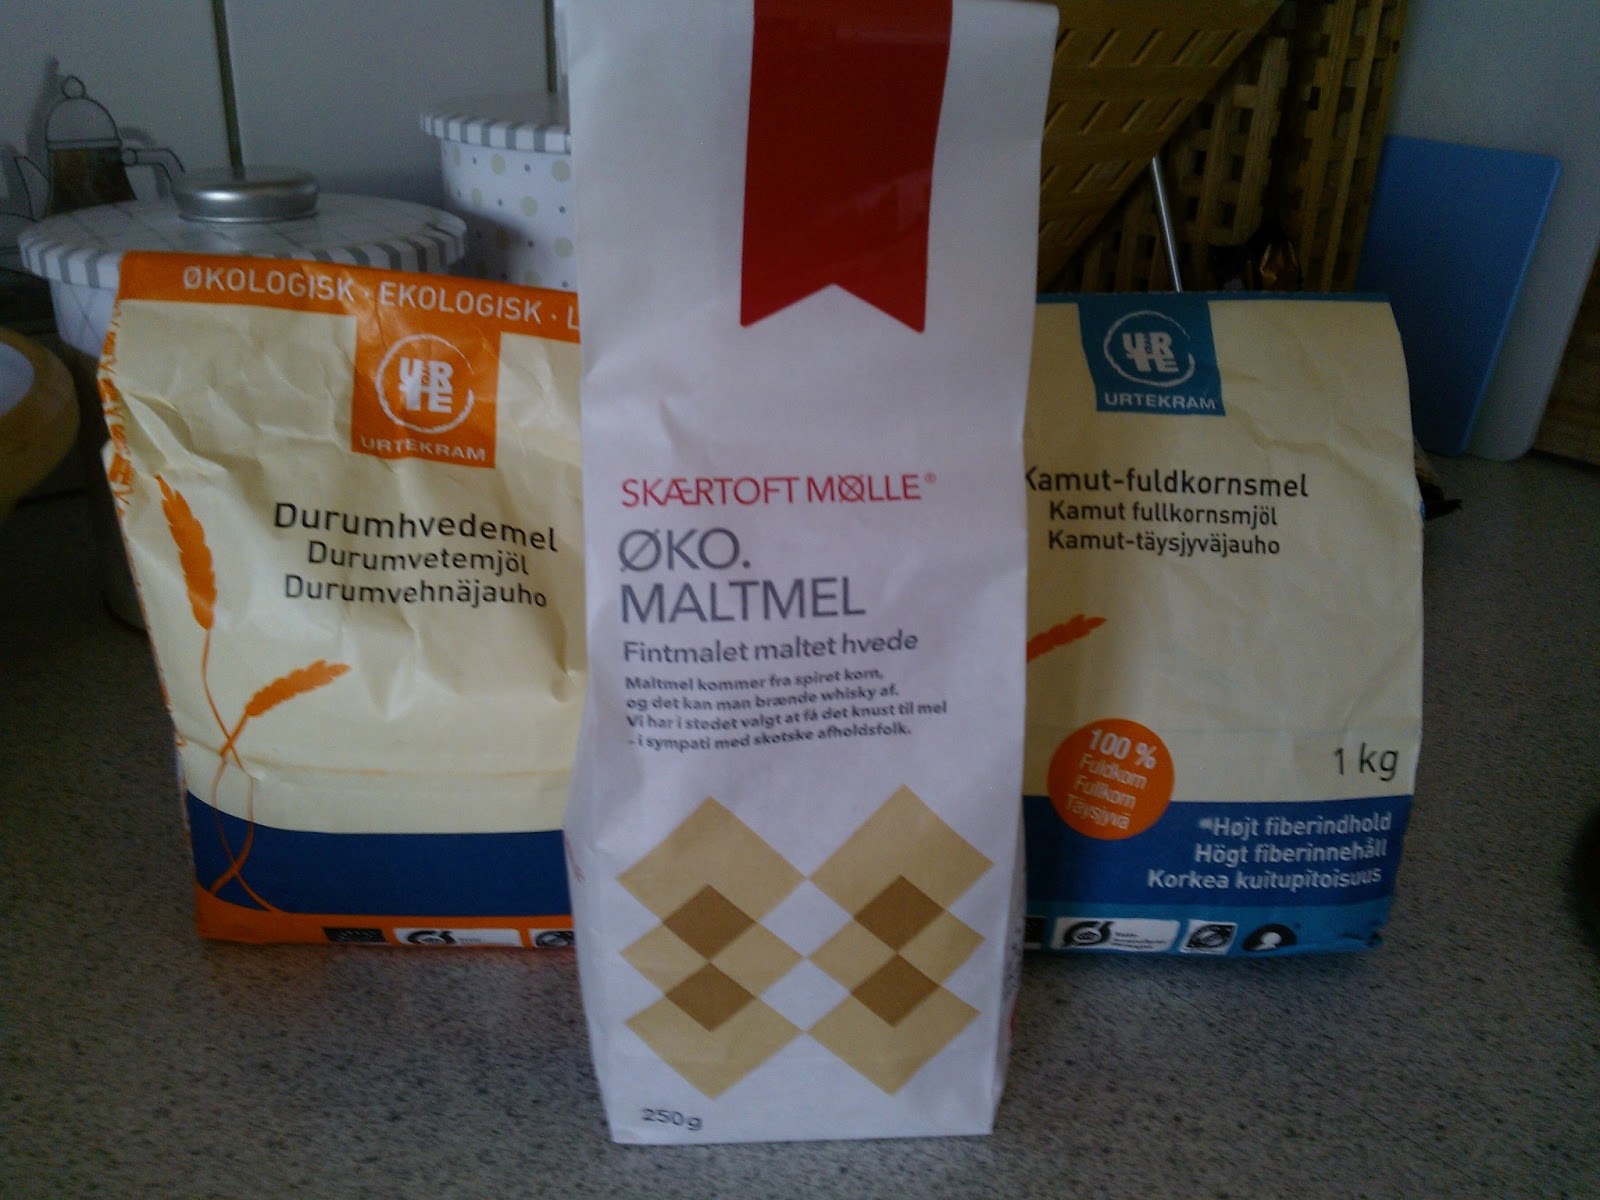 ØKOLOGISK · EKOLOGISK · L
URTE
URTEKRAM
Durumhvedemel
Durumvetemjöl
Durumvehnäjauho
SKÆRTOFT MØLLE®
ØKO.
MALTMEL
Fintmalet maltet hvede
Maltmel kommer fra spiret korn,
og det kan man brænde whisky af.
Vi har i stedet valgt at få det knust til mel
- i sympati med skotske afholdsfolk.
250g
URTE
URTEKRAM
Kamut-fuldkornsmel
Kamut fullkornsmjöl
Kamut-täysjyväjauho
100 %
Fuldkorn
Fullkorn
Täysjyvä
1 kg
*Højt fiberindhold
Högt fiberinnehåll
Korkea kuitupitoisuus